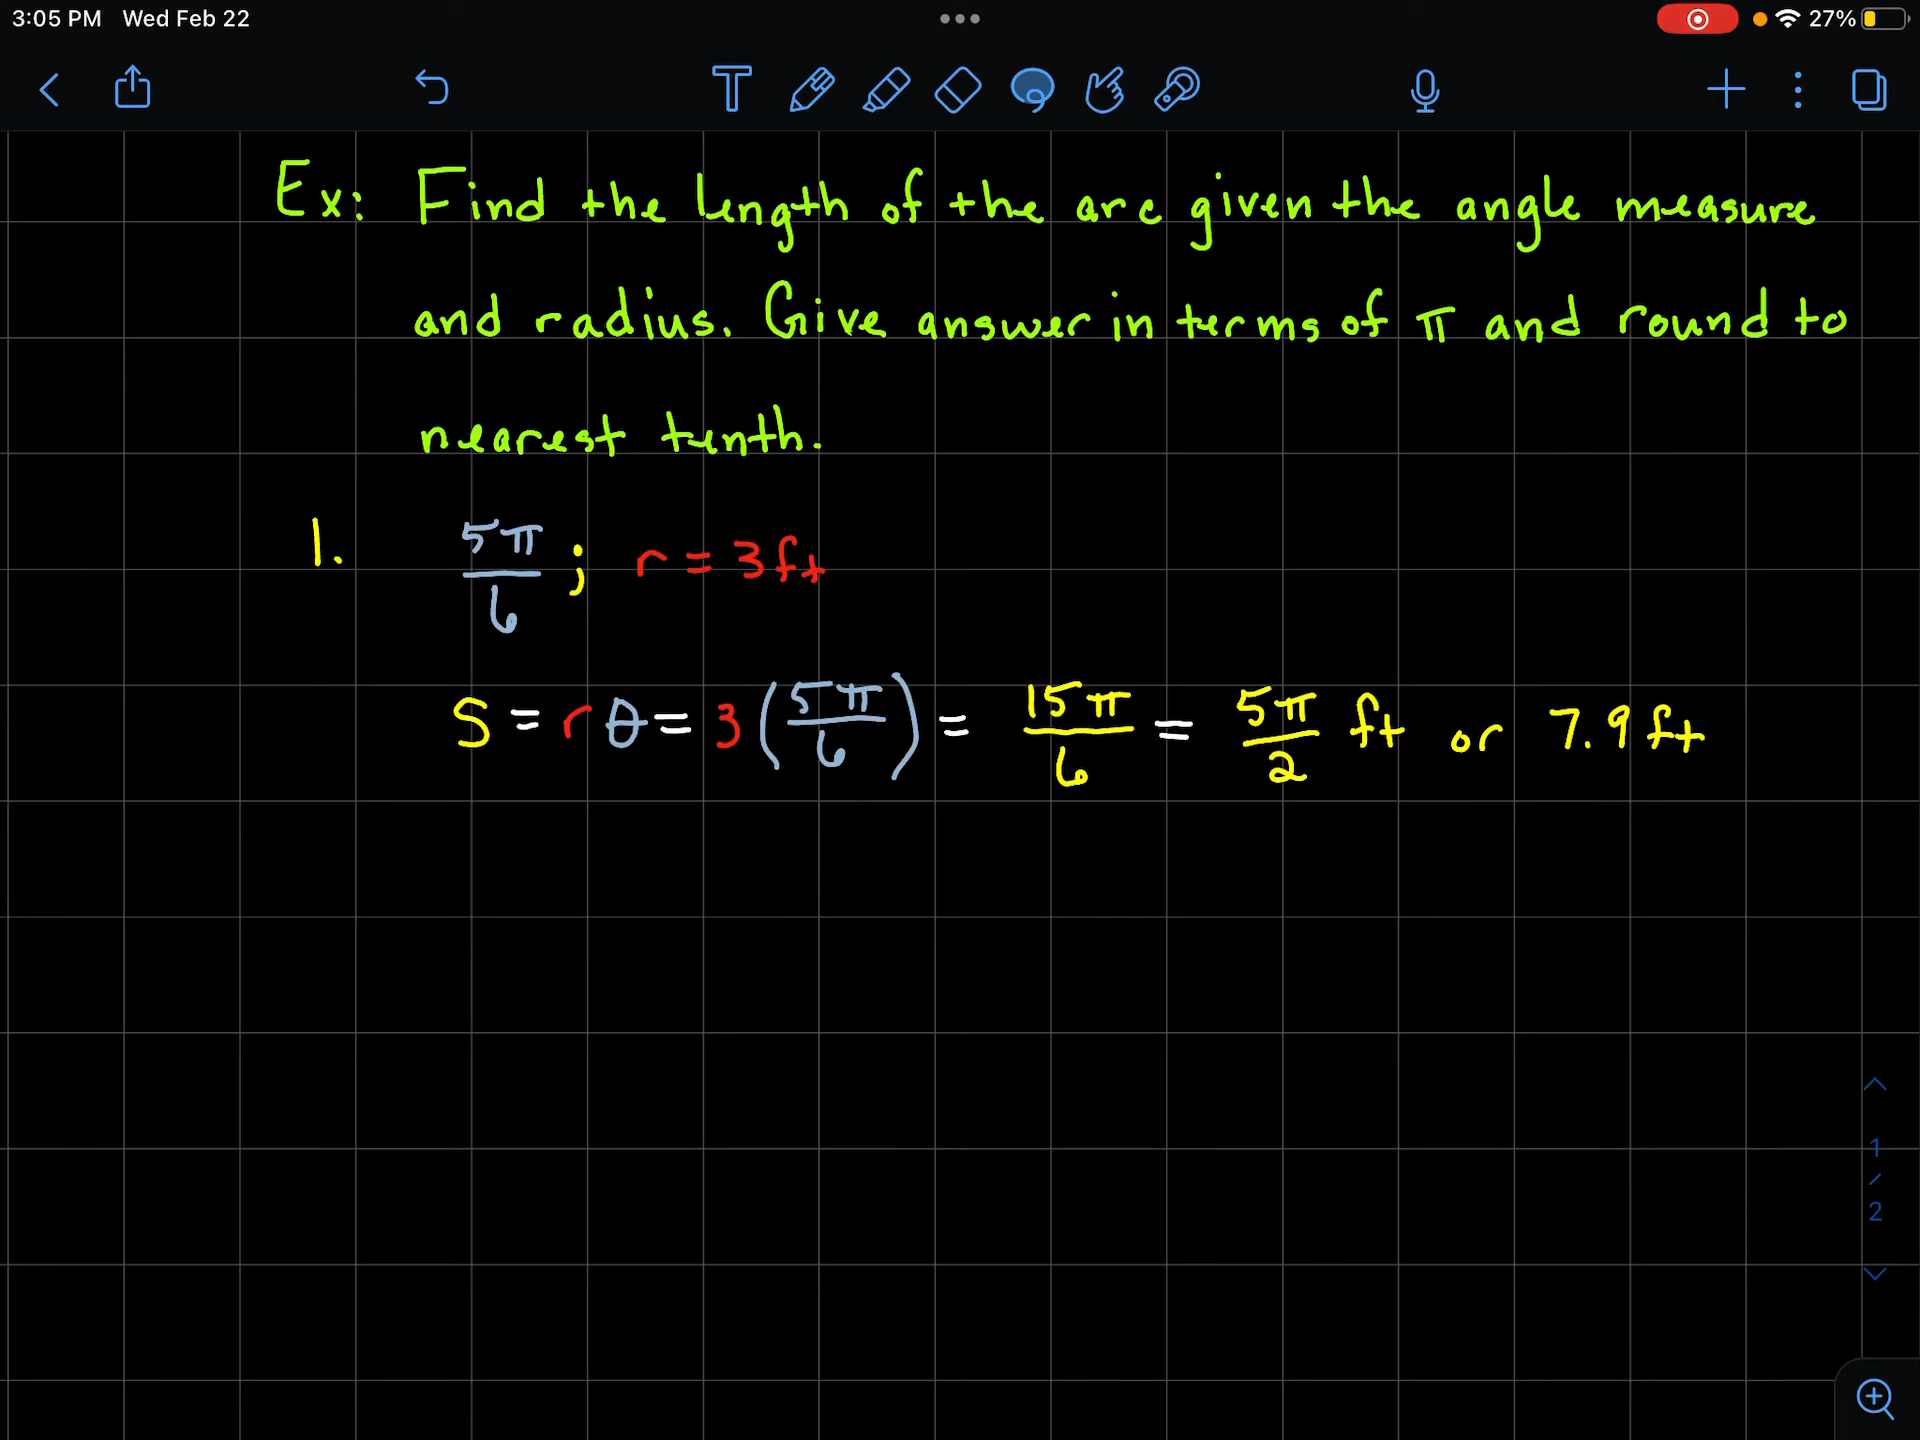 3:05 PM Wed Feb 22
27%
Ex: Find the length of the arc given the angle measure
and radius. Give answer in terms of π and round to
nearest tenth.
1. 5π/6 ; r = 3ft
S = rθ = 3(5π/6) = 15π/6 = 5π/2 ft or 7.9 ft
1
/
2